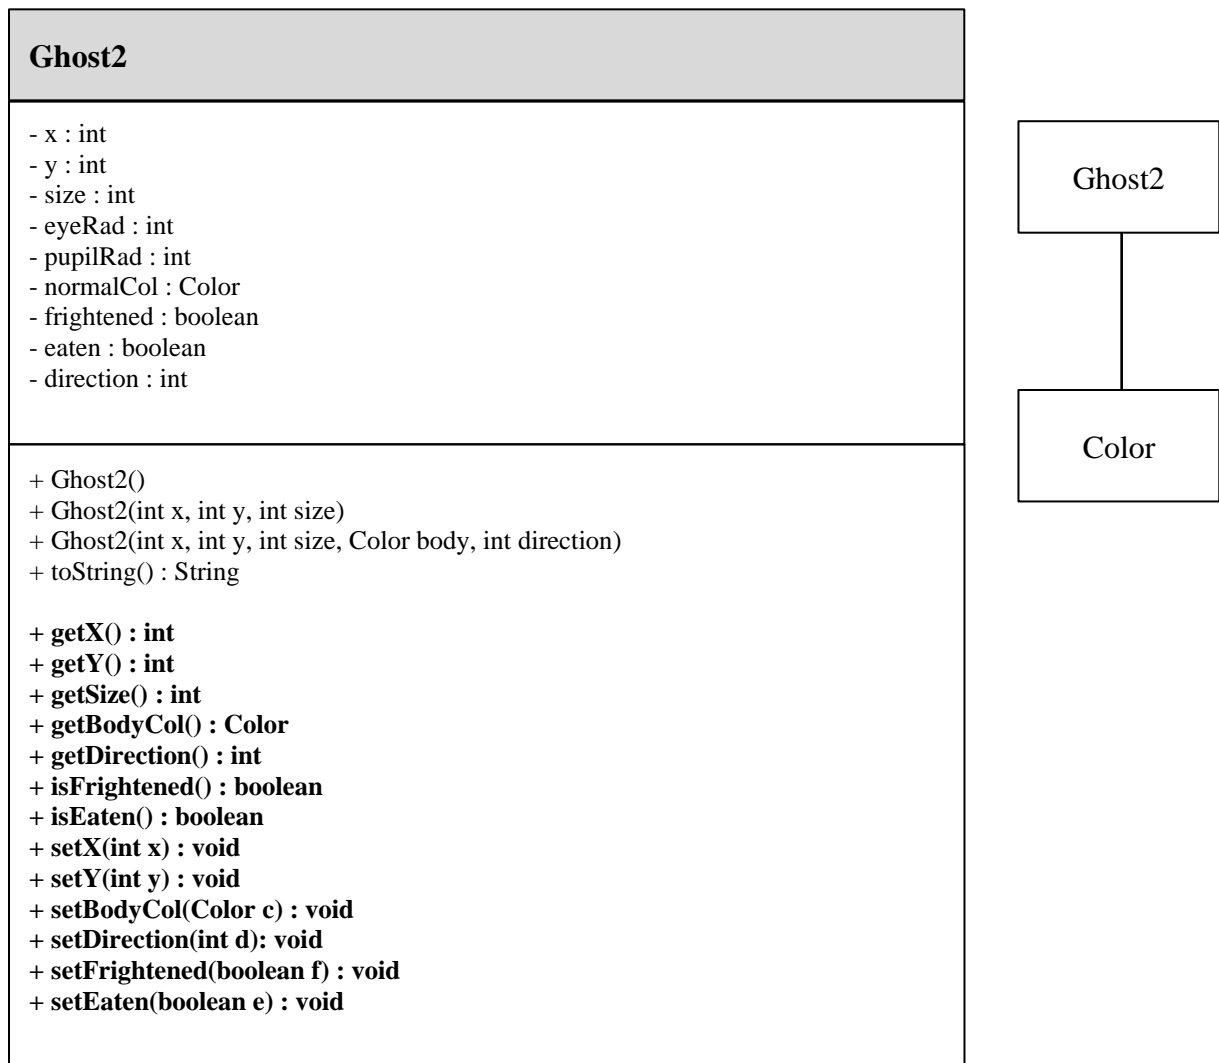 Ghost2
- x : int
- y : int
- size : int
- eyeRad : int
- pupilRad : int
- normalCol : Color
- frightened : boolean
- eaten : boolean
- direction : int
+ Ghost2()
+ Ghost2(int x, int y, int size)
+ Ghost2(int x, int y, int size, Color body, int direction)
+ toString() : String
+ getX() : int
+ getY() : int
+ getSize() : int
+ getBodyCol() : Color
+ getDirection() : int
+ isFrightened() : boolean
+ isEaten() : boolean
+ setX(int x) : void
+ setY(int y) : void
+ setBodyCol(Color c) : void
+ setDirection(int d): void
+ setFrightened(boolean f) : void
+ setEaten(boolean e) : void
Ghost2
Color